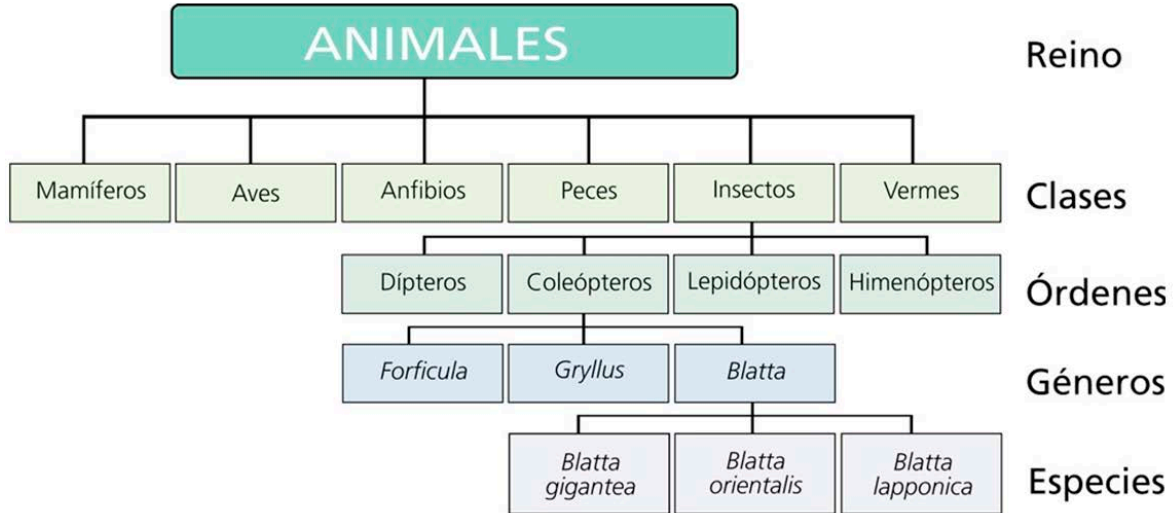 ANIMALES
Reino
Mamíferos
Aves
Anfibios
Peces
Insectos
Vermes
Clases
Dípteros
Coleópteros
Lepidópteros
Himenópteros
Órdenes
Forficula
Gryllus
Blatta
Géneros
Blatta
gigantea
Blatta
orientalis
Blatta
lapponica
Especies